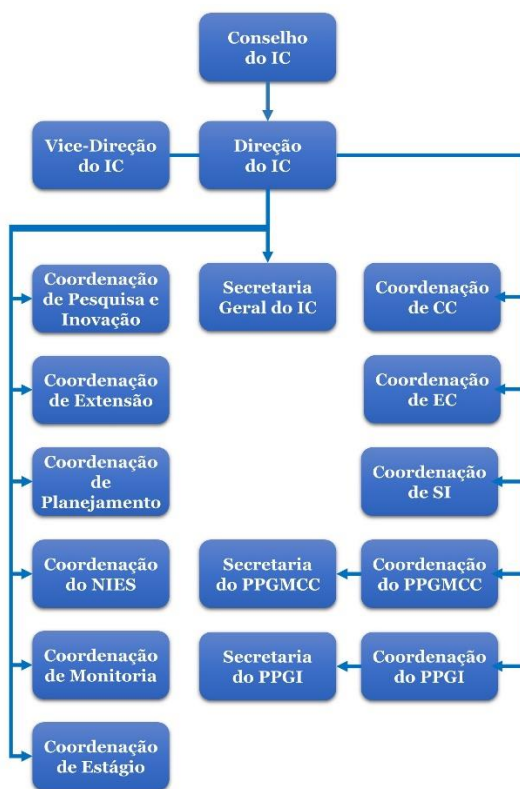 Conselho
do IC
Vice-Direção
do IC
Direção
do IC
Coordenação
de Pesquisa e
Inovação
Secretaria
Geral do IC
Coordenação
de CC
Coordenação
de Extensão
Coordenação
de EC
Coordenação
de
Planejamento
Coordenação
de SI
Coordenação
do NIES
Secretaria
do PPGMCC
Coordenação
do PPGMCC
Coordenação
de Monitoria
Secretaria
do PPGI
Coordenação
do PPGI
Coordenação
de Estágio